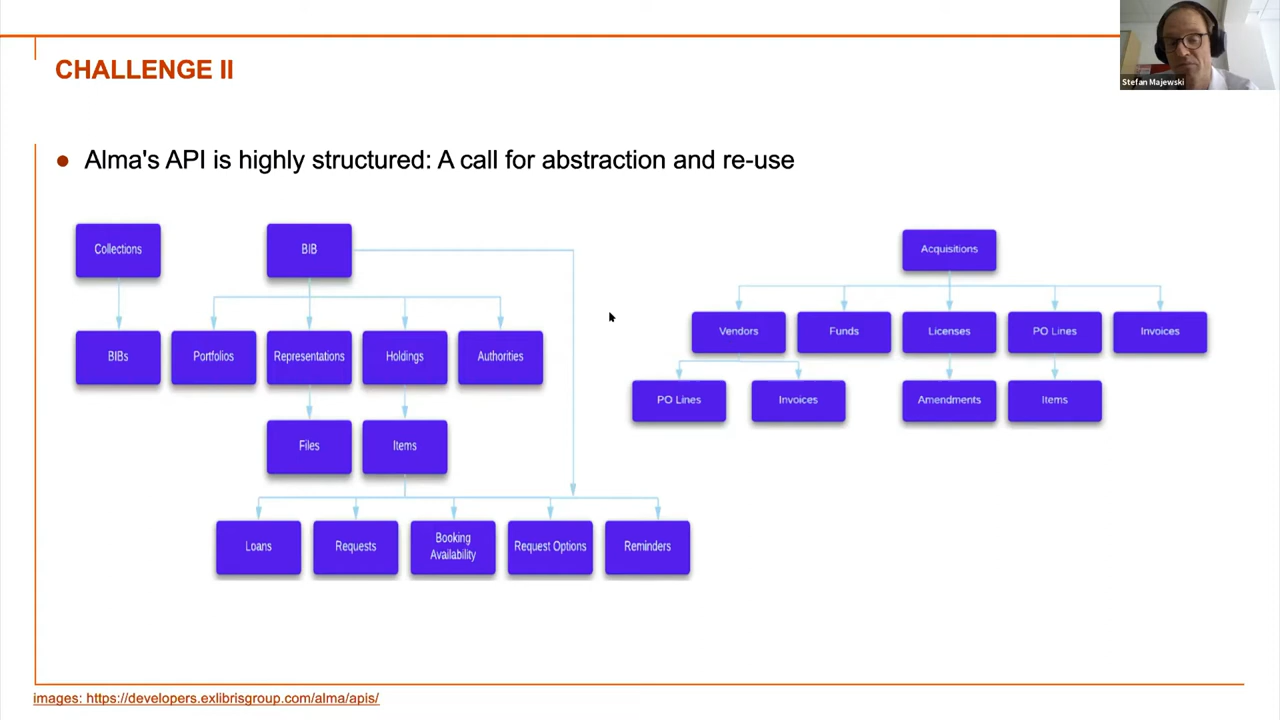 Stefan Majewski
CHALLENGE II
Alma's API is highly structured: A call for abstraction and re-use
Collections
BIB
BIBs
Portfolios
Representations
Holdings
Authorities
Files
Items
Loans
Requests
Booking
Availability
Request Options
Reminders
Acquisitions
Vendors
Funds
Licenses
PO Lines
Invoices
PO Lines
Invoices
Amendments
Items
images: https://developers.exlibrisgroup.com/alma/apis/